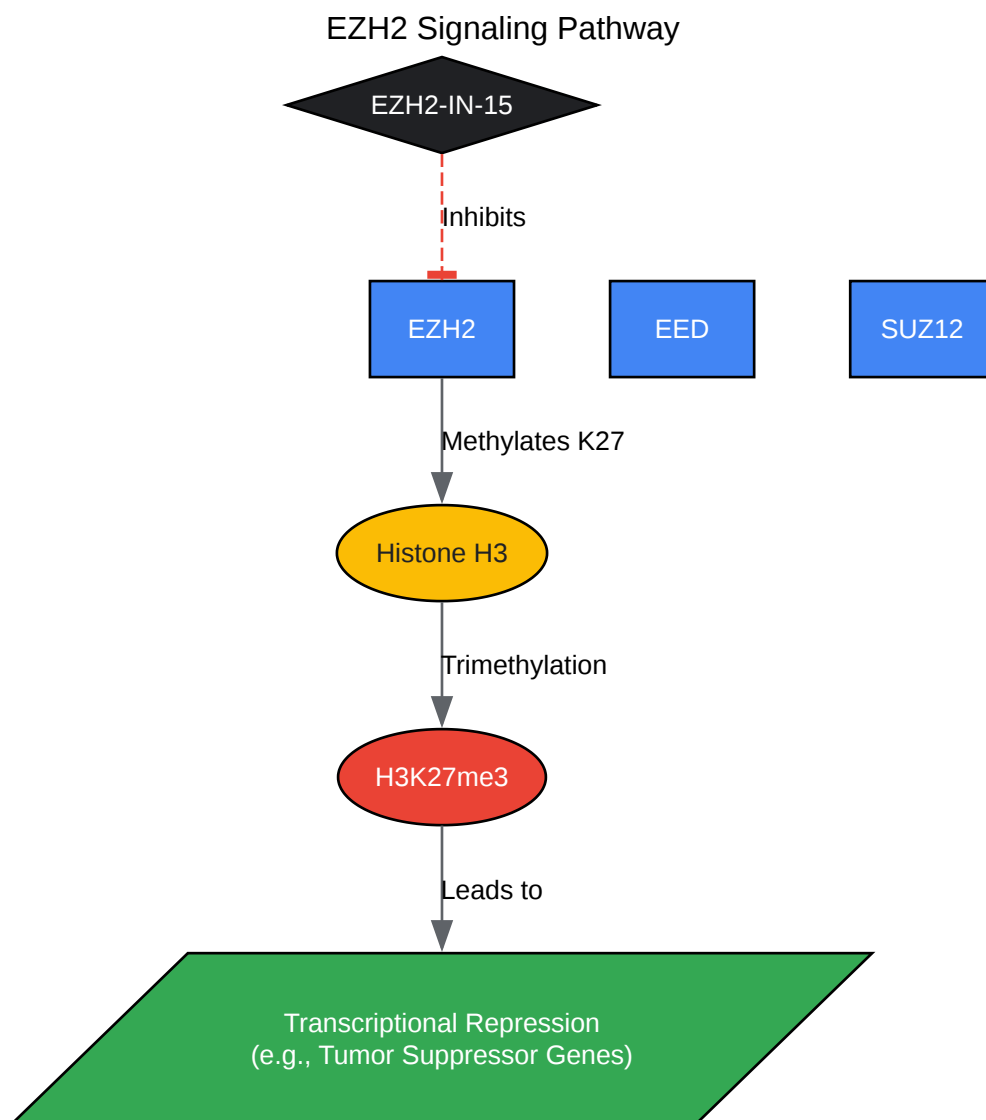 EZH2 Signaling Pathway
EZH2-IN-15
Inhibits
EZH2
EED
SUZ12
Methylates K27
Histone H3
Trimethylation
H3K27me3
Leads to
Transcriptional Repression
(e.g., Tumor Suppressor Genes)